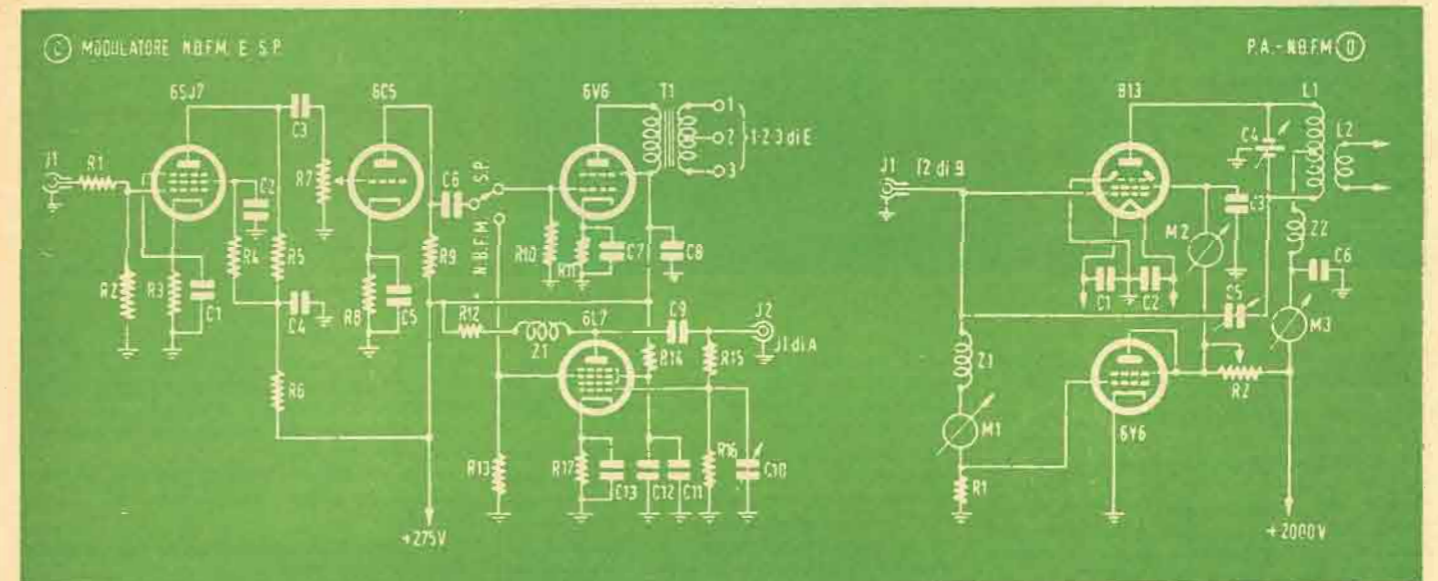 C MODULATORE N.B.F.M. E S.P.
P.A.-N.B.F.M. D
6SJ7
6C5
6V6
T1
1
2
3
1-2-3 di E
J1
R1
R2
R3
C1
C2
R4
R5
C3
R7
C4
R6
R8
C5
C6
R9
S.P.
N.B.F.M.
R10
R11
C7
C8
R12
Z1
6L7
C9
J2
J1 di A
R14
R15
R13
R17
C13
C12
C11
R16
C10
+275V
813
L1
L2
C4
J1
M2
C3
Z2
C6
C1
C2
C5
M3
Z1
M1
R1
6Y6
R2
+2000V